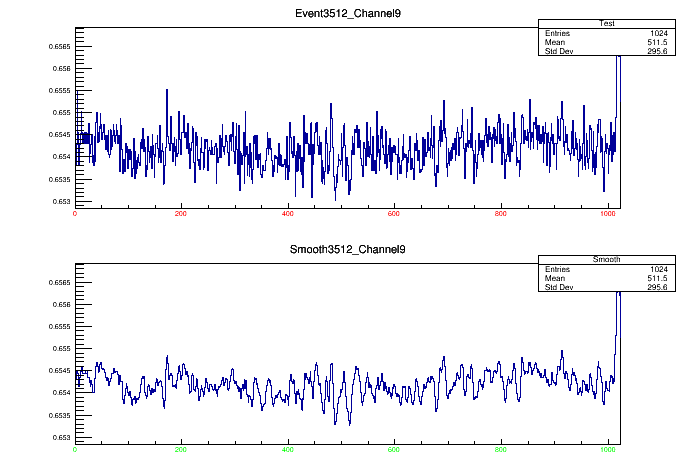 Event3512_Channel9
Test
Entries 1024
Mean 511.5
Std Dev 295.6
0.6565
0.656
0.6555
0.655
0.6545
0.654
0.6535
0.653
0 200 400 600 800 1000
Smooth3512_Channel9
Smooth
Entries 1024
Mean 511.5
Std Dev 295.6
0.6565
0.656
0.6555
0.655
0.6545
0.654
0.6535
0.653
0 200 400 600 800 1000